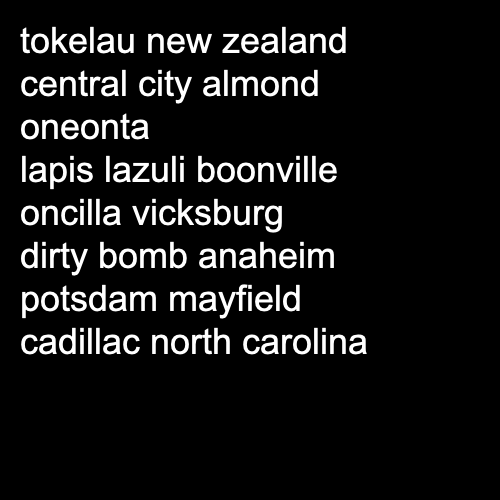 tokelau new zealand
central city almond
oneonta
lapis lazuli boonville
oncilla vicksburg
dirty bomb anaheim
potsdam mayfield
cadillac north carolina